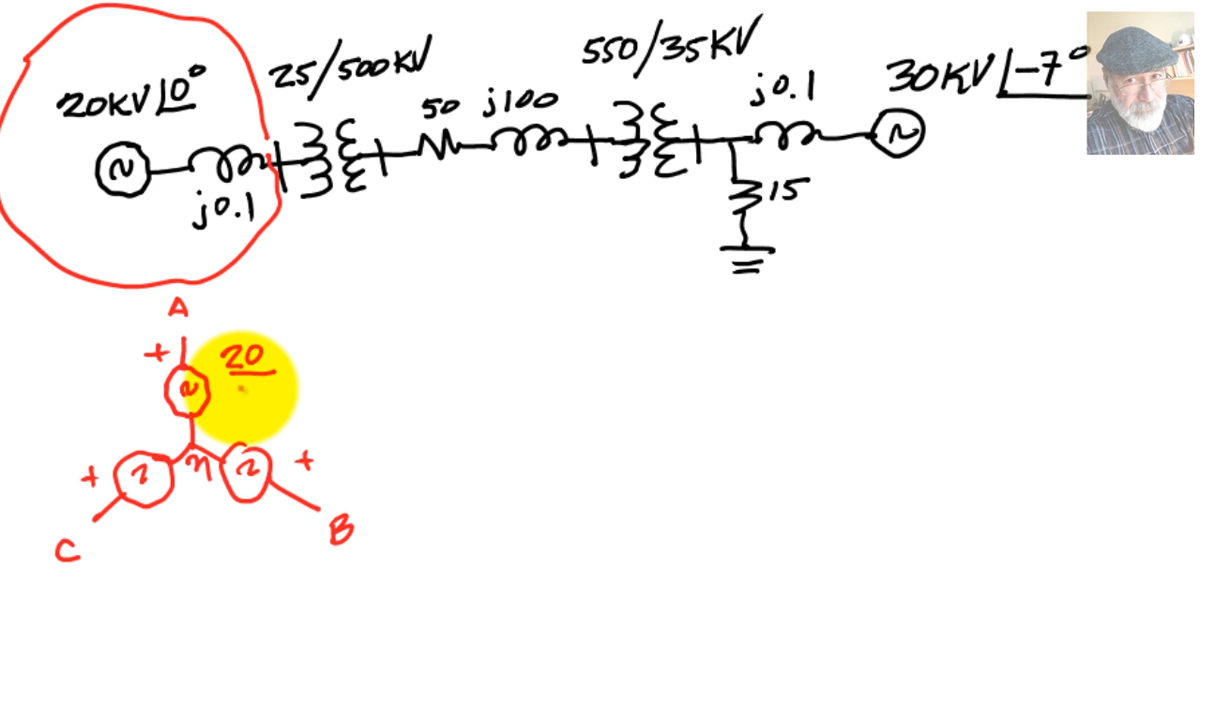 20KV∠0°
j0.1
25/500KV
50 j100
550/35KV
15
j0.1
30KV∠-7°
A
+ 20
+ n +
C
B